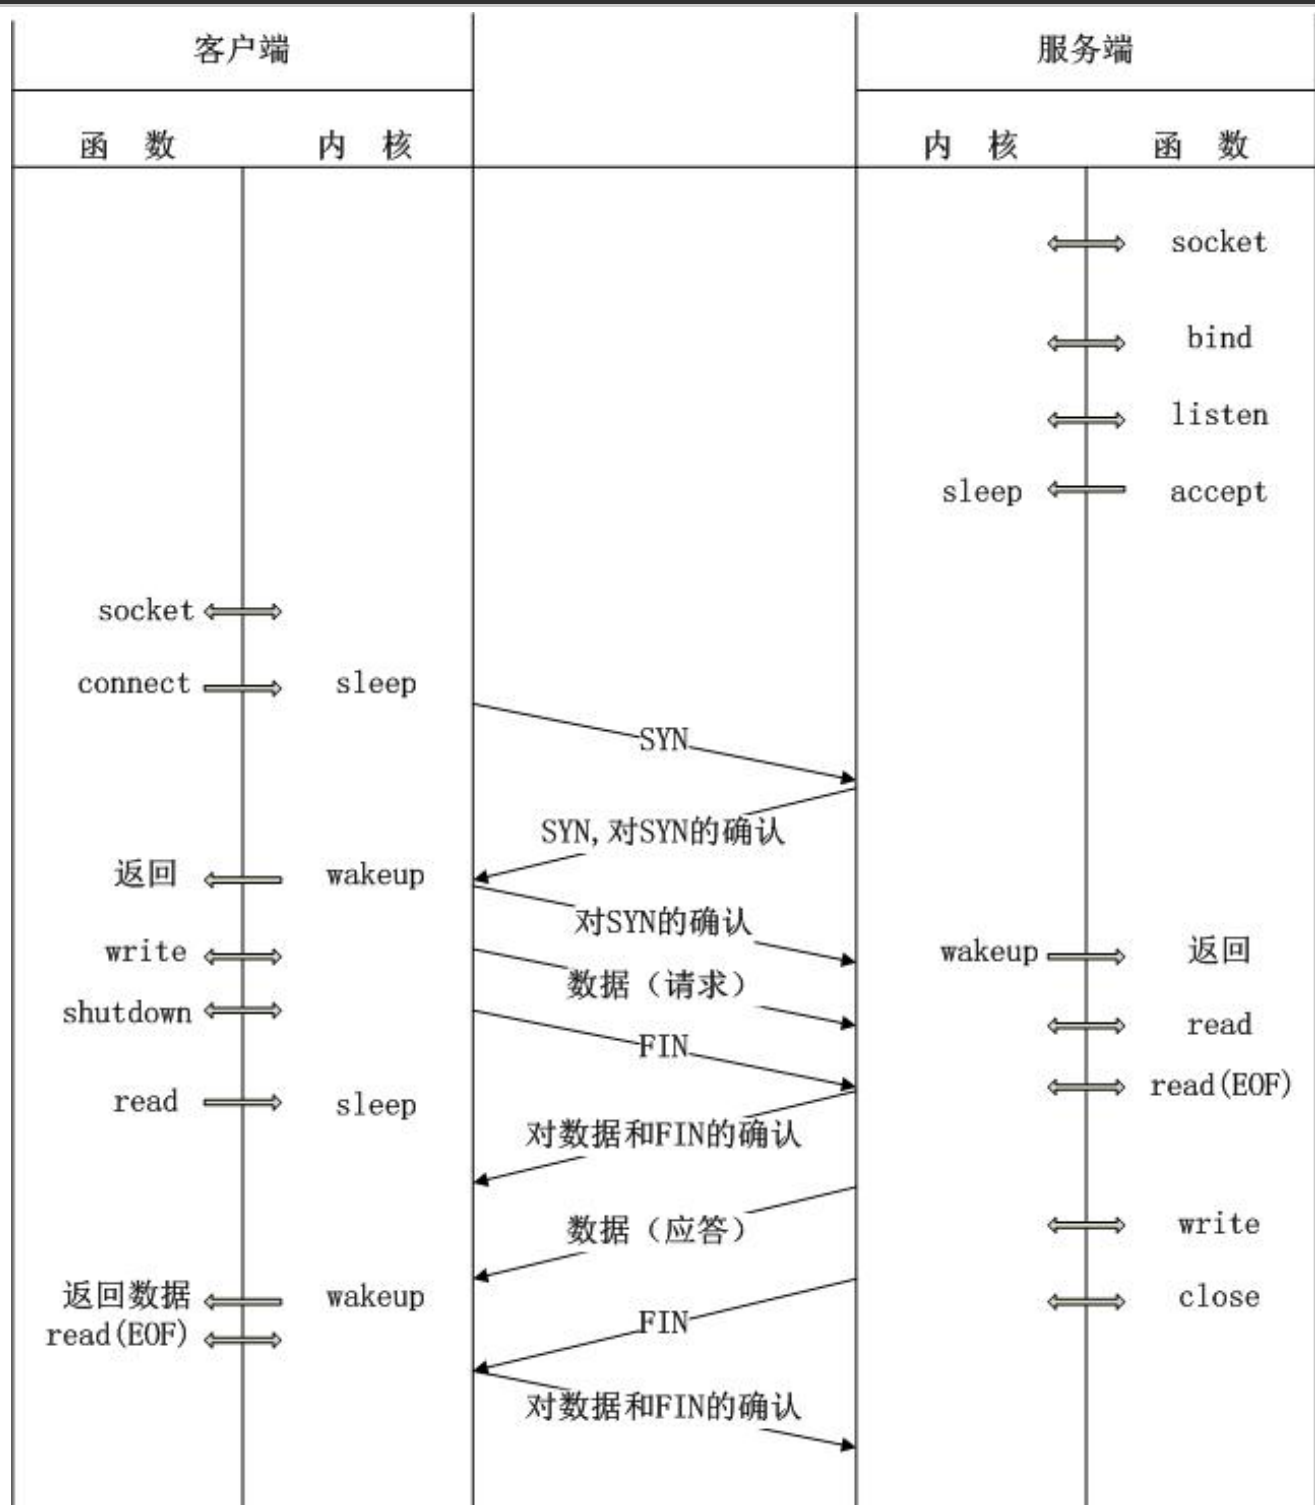 客户端
服务端
函 数
内 核
内 核
函 数
socket
bind
listen
sleep
accept
socket
connect
sleep
SYN
SYN,对SYN的确认
返回
wakeup
对SYN的确认
write
wakeup
返回
数据（请求）
shutdown
read
FIN
read
sleep
read(EOF)
对数据和FIN的确认
数据（应答）
write
返回数据
wakeup
close
read(EOF)
FIN
对数据和FIN的确认